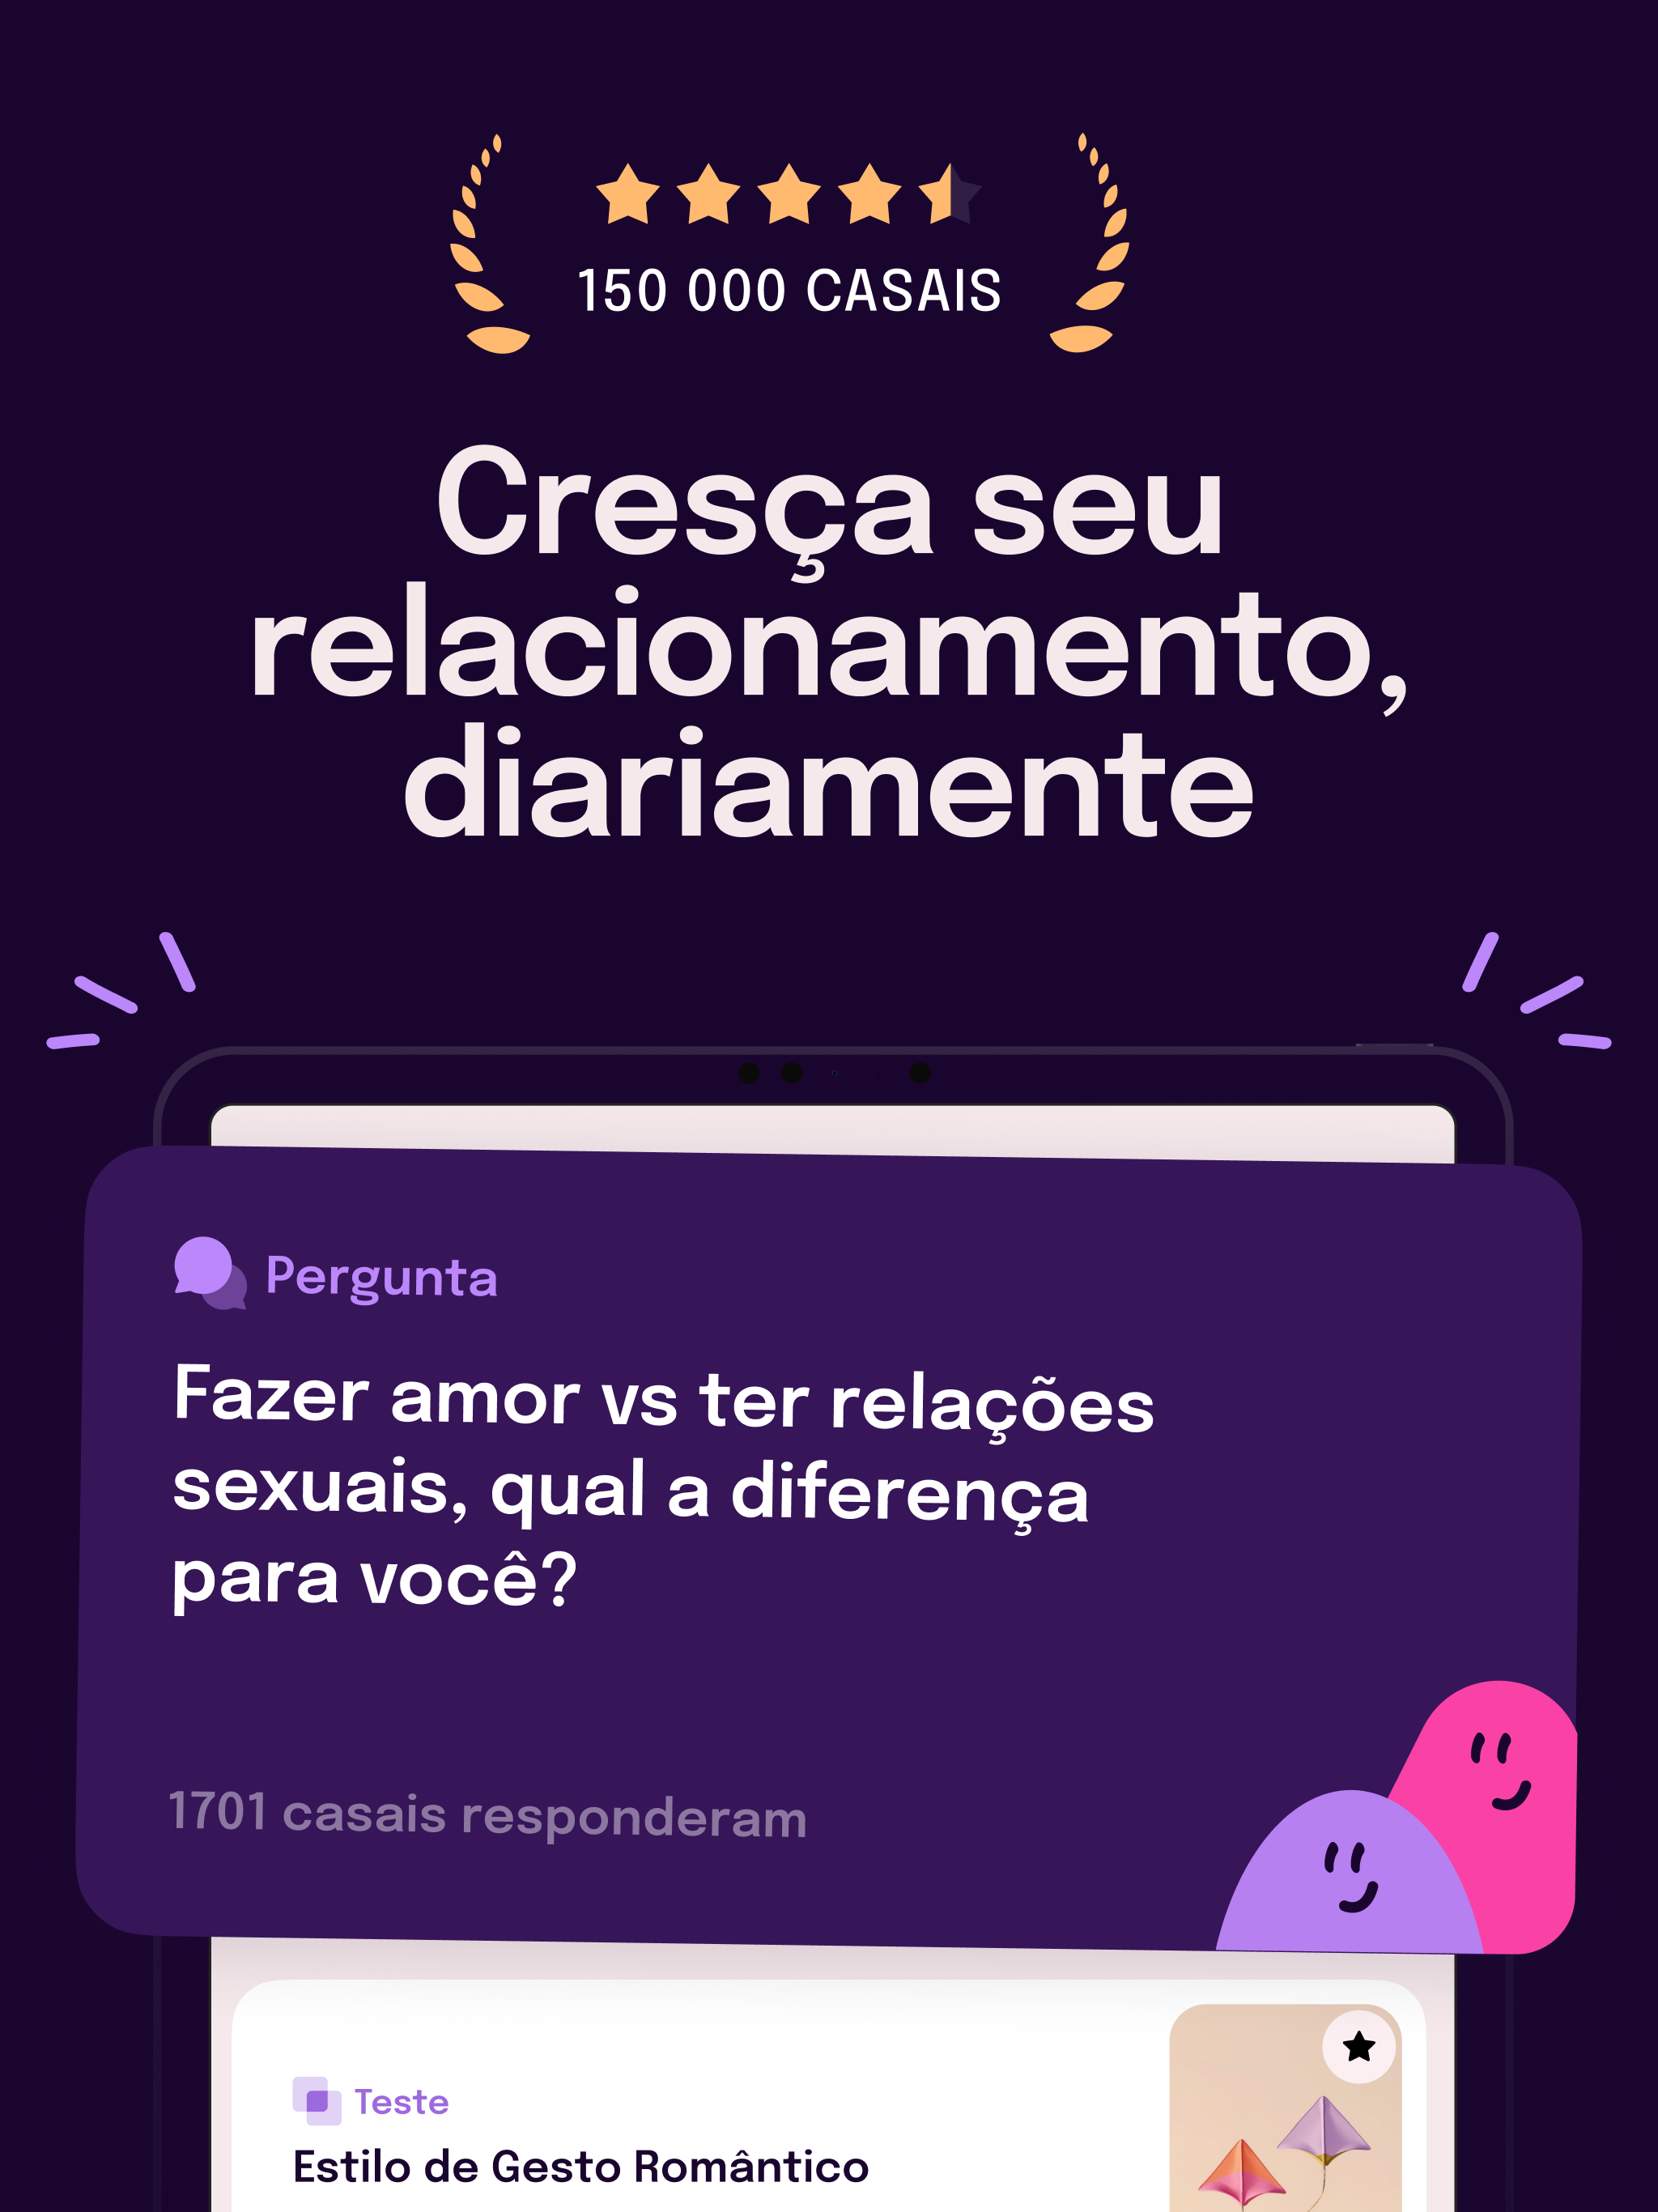 150 000 CASAIS
Cresça seu
relacionamento,
diariamente
Pergunta
Fazer amor vs ter relações
sexuais, qual a diferença
para você?
1701 casais responderam
Teste
Estilo de Gesto Romântico